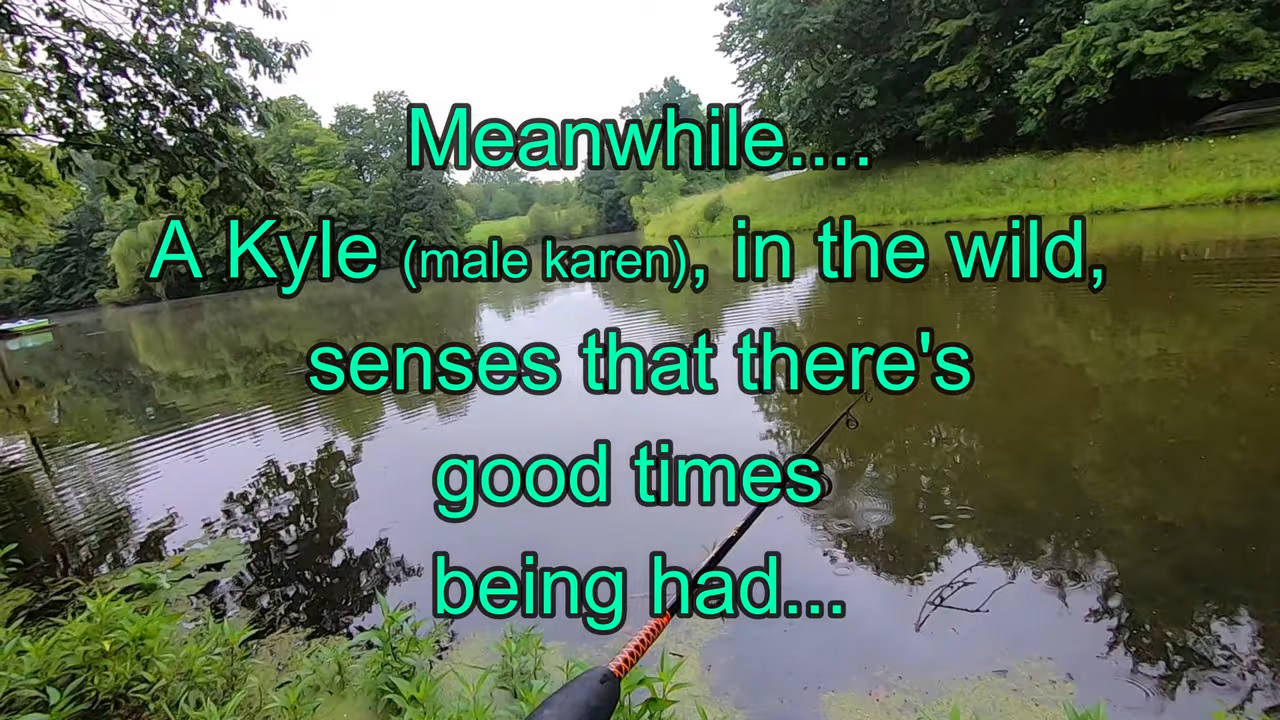 Meanwhile....
A Kyle (male karen), in the wild,
senses that there's
good times
being had...